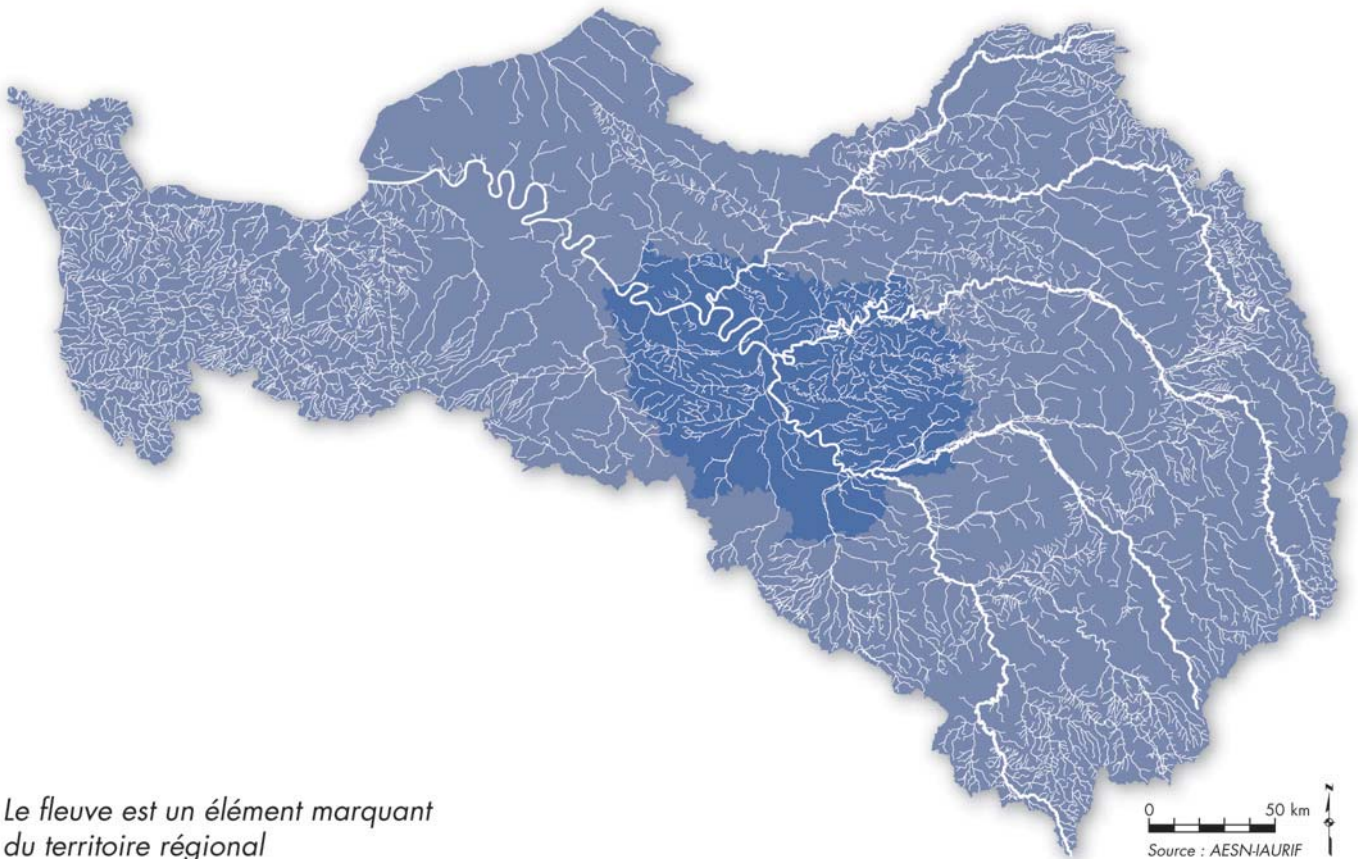 Le fleuve est un élément marquant
du territoire régional
N
0 50 km
Source : AESN-IAURIF